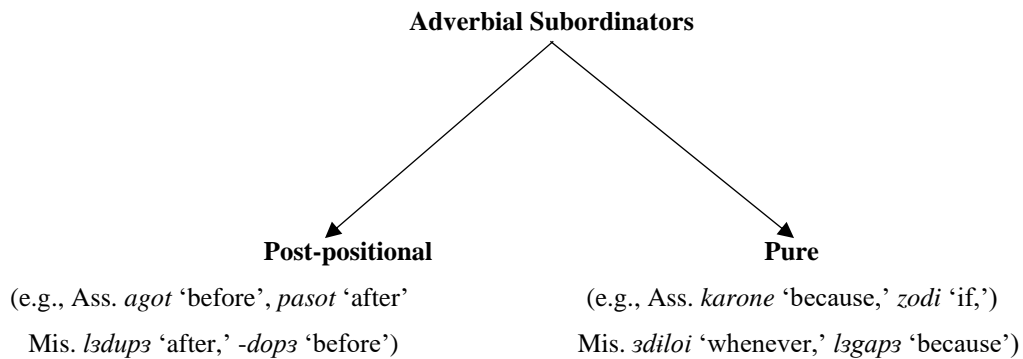 Adverbial Subordinators
Post-positional
Pure
(e.g., Ass. agot ‘before’, pasot ‘after’
Mis. lɜdupɜ ‘after,’ -dopɜ ‘before’)
(e.g., Ass. karone ‘because,’ zodi ‘if,’)
Mis. ɜdiloi ‘whenever,’ lɜgapɜ ‘because’)